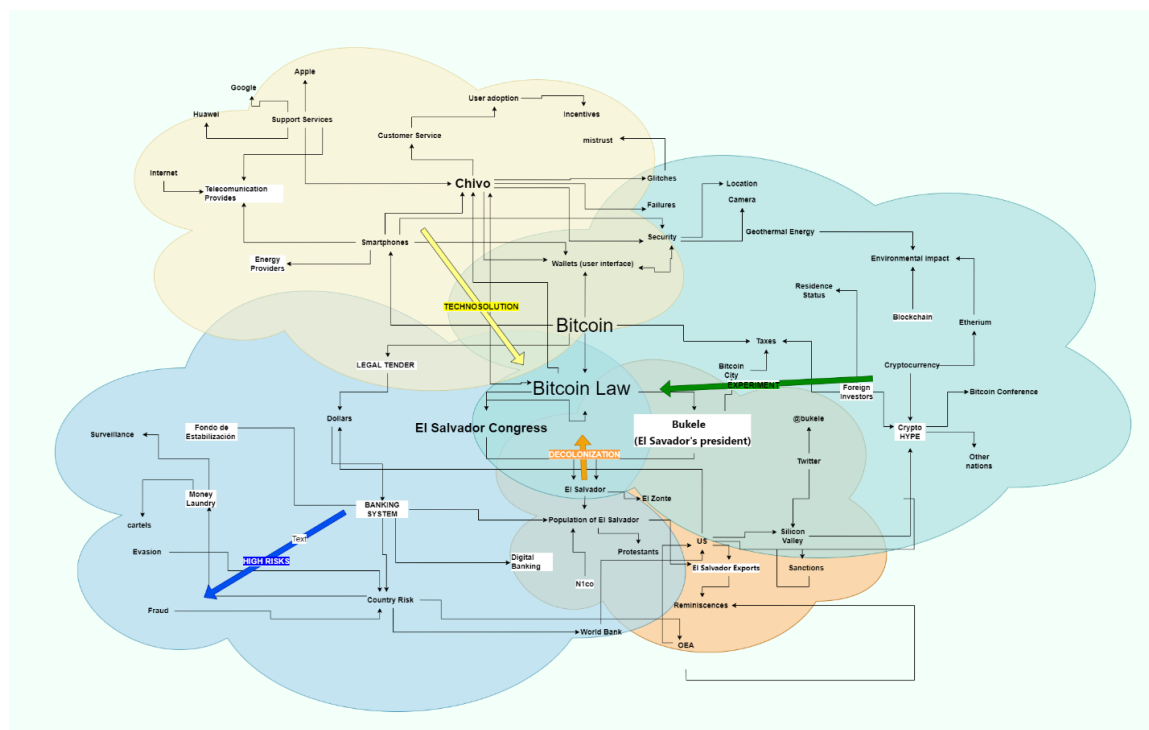 Apple
Google
User adoption
Huawei
Support Services
Incentives
Customer Service
mistrust
Internet
Chivo
Glitches
Location
Telecomunication
Provides
Failures
Camera
Smartphones
Security
Geothermal Energy
Energy
Providers
Wallets (user interface)
Environmental impact
Residence
Status
TECHNOSOLUTION
Blockchain
Etherium
Bitcoin
Taxes
LEGAL TENDER
Bitcoin
City
Cryptocurrency
EXPERIMENT
Bitcoin Law
Foreign
Investors
Bitcoin Conference
Dollars
El Salvador Congress
Bukele
(El Savador's president)
@bukele
Crypto
HYPE
Surveillance
Fondo de
Estabilización
DECOLONIZATION
Twitter
Other
nations
El Salvador
El Zonte
Money
Laundry
BANKING
SYSTEM
cartels
Population of El Salvador
Text
Evasion
Protestants
US
Silicon
Valley
HIGH RISKS
Digital
Banking
El Salvador Exports
Sanctions
N1co
Country Risk
Fraud
Reminiscences
World Bank
OEA